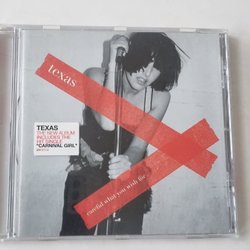 texas
careful what you wish for
TEXAS
THE NEW ALBUM
INCLUDES THE
HIT SINGLE
"CARNIVAL GIRL"